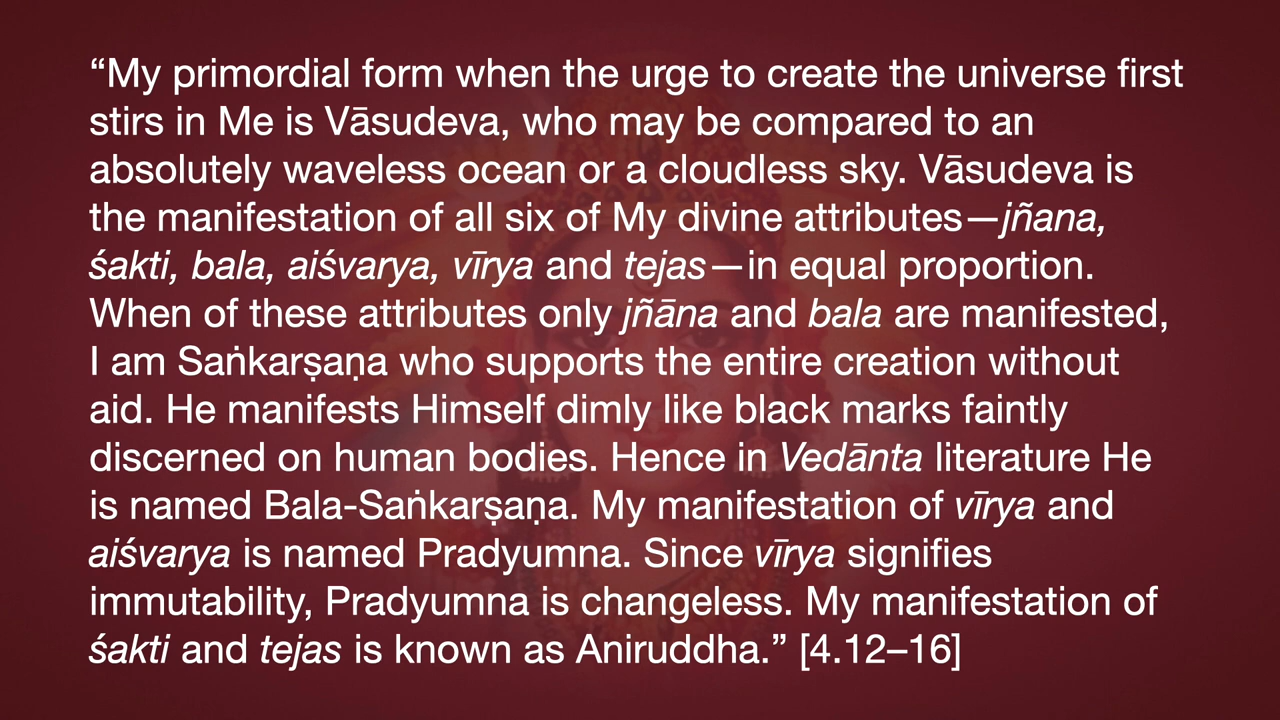 “My primordial form when the urge to create the universe first
stirs in Me is Vāsudeva, who may be compared to an
absolutely waveless ocean or a cloudless sky. Vāsudeva is
the manifestation of all six of My divine attributes—jñana,
śakti, bala, aiśvarya, vīrya and tejas—in equal proportion.
When of these attributes only jñāna and bala are manifested,
I am Saṅkarṣaṇa who supports the entire creation without
aid. He manifests Himself dimly like black marks faintly
discerned on human bodies. Hence in Vedānta literature He
is named Bala-Saṅkarṣaṇa. My manifestation of vīrya and
aiśvarya is named Pradyumna. Since vīrya signifies
immutability, Pradyumna is changeless. My manifestation of
śakti and tejas is known as Aniruddha.” [4.12–16]